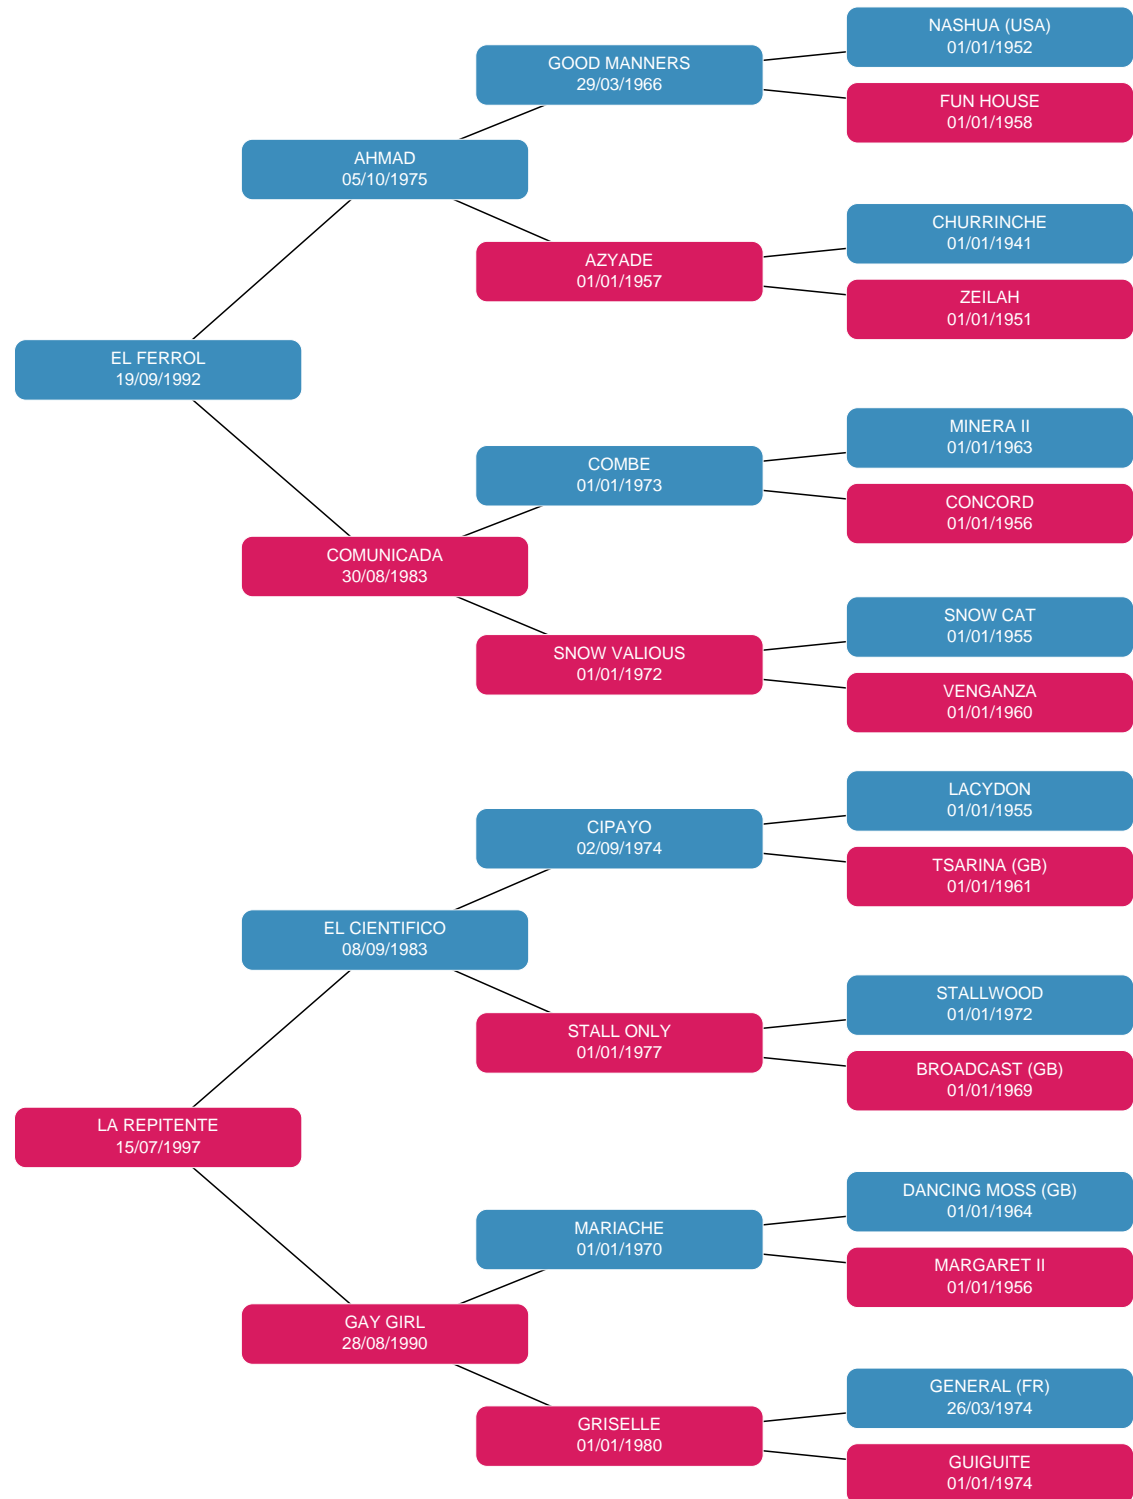 NASHUA (USA)
01/01/1952
GOOD MANNERS
29/03/1966
FUN HOUSE
01/01/1958
AHMAD
05/10/1975
CHURRINCHE
01/01/1941
AZYADE
01/01/1957
ZEILAH
01/01/1951
EL FERROL
19/09/1992
MINERA II
01/01/1963
COMBE
01/01/1973
CONCORD
01/01/1956
COMUNICADA
30/08/1983
SNOW CAT
01/01/1955
SNOW VALIOUS
01/01/1972
VENGANZA
01/01/1960
LACYDON
01/01/1955
CIPAYO
02/09/1974
TSARINA (GB)
01/01/1961
EL CIENTIFICO
08/09/1983
STALLWOOD
01/01/1972
STALL ONLY
01/01/1977
BROADCAST (GB)
01/01/1969
LA REPITENTE
15/07/1997
DANCING MOSS (GB)
01/01/1964
MARIACHE
01/01/1970
MARGARET II
01/01/1956
GAY GIRL
28/08/1990
GENERAL (FR)
26/03/1974
GRISELLE
01/01/1980
GUIGUITE
01/01/1974